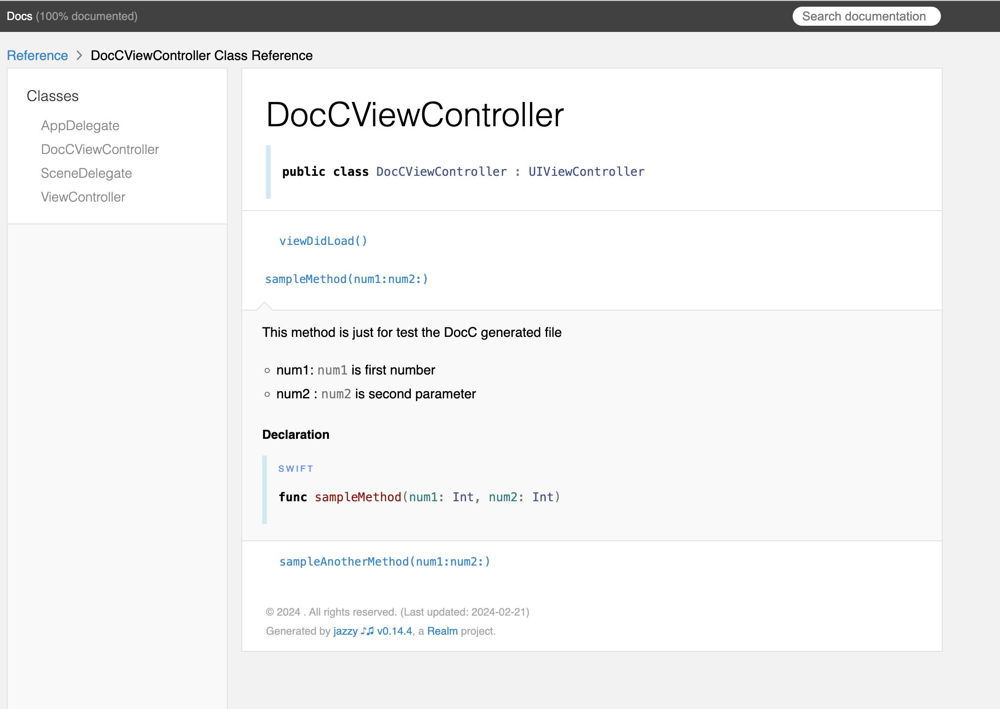 Docs (100% documented)
Search documentation
Reference > DocCViewController Class Reference
Classes
AppDelegate
DocCViewController
SceneDelegate
ViewController
DocCViewController
public class DocCViewController : UIViewController
viewDidLoad()
sampleMethod(num1:num2:)
This method is just for test the DocC generated file
num1: num1 is first number
num2 : num2 is second parameter
Declaration
SWIFT
func sampleMethod(num1: Int, num2: Int)
sampleAnotherMethod(num1:num2:)
© 2024 . All rights reserved. (Last updated: 2024-02-21)
Generated by jazzy ♪♫ v0.14.4, a Realm project.